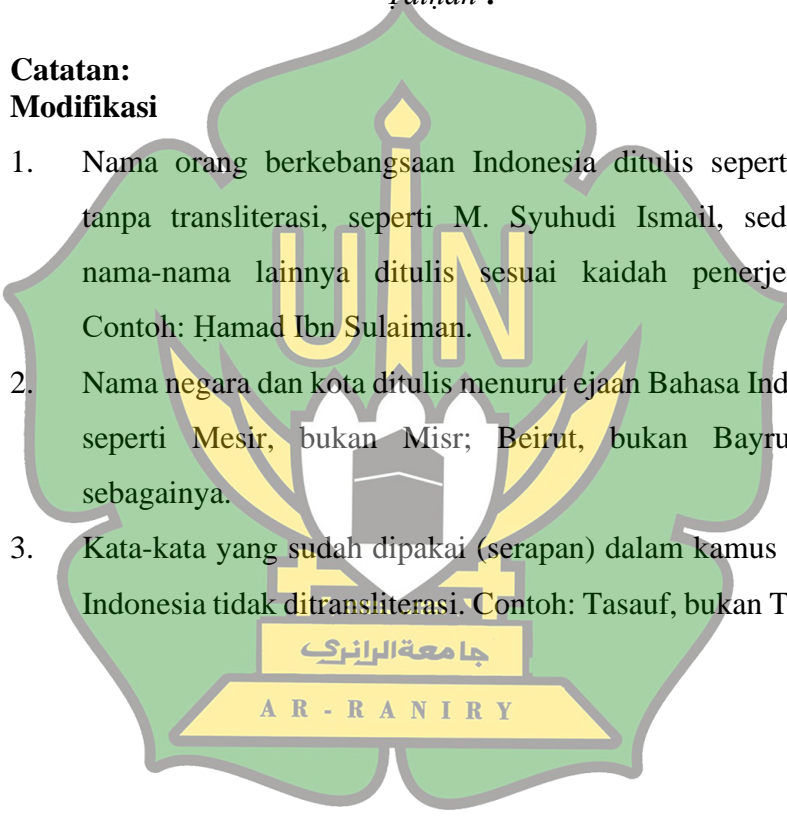 Catatan:
Modifikasi
1. Nama orang berkebangsaan Indonesia ditulis sepert
tanpa transliterasi, seperti M. Syuhudi Ismail, sed
nama-nama lainnya ditulis sesuai kaidah penerje
Contoh: Ḥamad Ibn Sulaiman.
2. Nama negara dan kota ditulis menurut ejaan Bahasa Ind
seperti Mesir, bukan Misr; Beirut, bukan Bayru
sebagainya.
3. Kata-kata yang sudah dipakai (serapan) dalam kamus
Indonesia tidak ditransliterasi. Contoh: Tasauf, bukan T
UIN
جامعة الرانري
AR-RANIRY